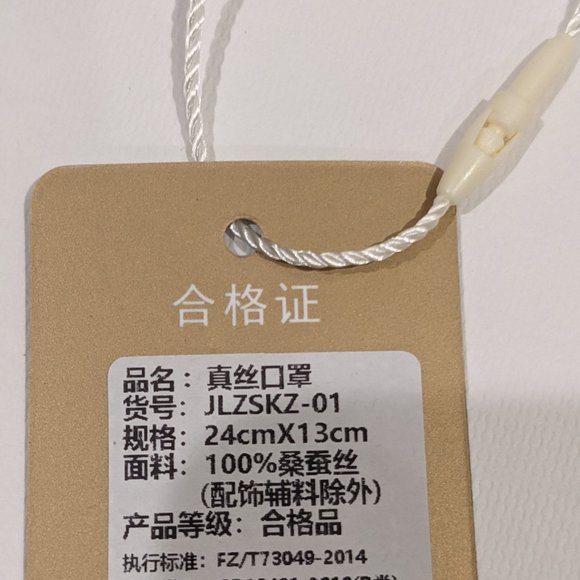 合格证
品名：真丝口罩
货号：JLZSKZ-01
规格：24cmX13cm
面料：100%桑蚕丝
(配饰辅料除外)
产品等级：合格品
执行标准：FZ/T73049-2014